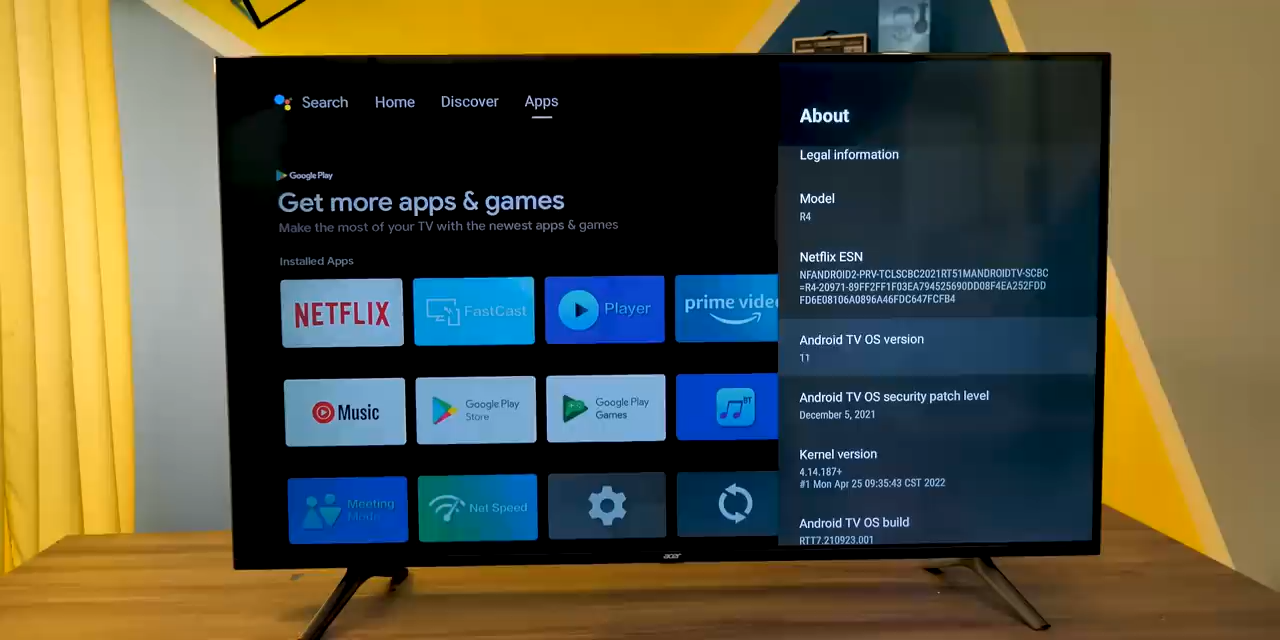 Search Home Discover Apps
Google Play
Get more apps & games
Make the most of your TV with the newest apps & games
Installed Apps
NETFLIX FastCast Player prime video
Music Google Play Store Google Play Games BT
Meeting Mode Net Speed
About
Legal information
Model
R4
Netflix ESN
NFANDROID2-PRV-TCLSCBC2021RT51MANDROIDTV-SCBC
=R4-20971-89FF2FF1F03EA794525690DD08F4EA252FDD
FD6E08106A0896A46FDC647FCFB4
Android TV OS version
11
Android TV OS security patch level
December 5, 2021
Kernel version
4.14.187+
#1 Mon Apr 25 09:35:43 CST 2022
Android TV OS build
RTT7.210923.001
acer